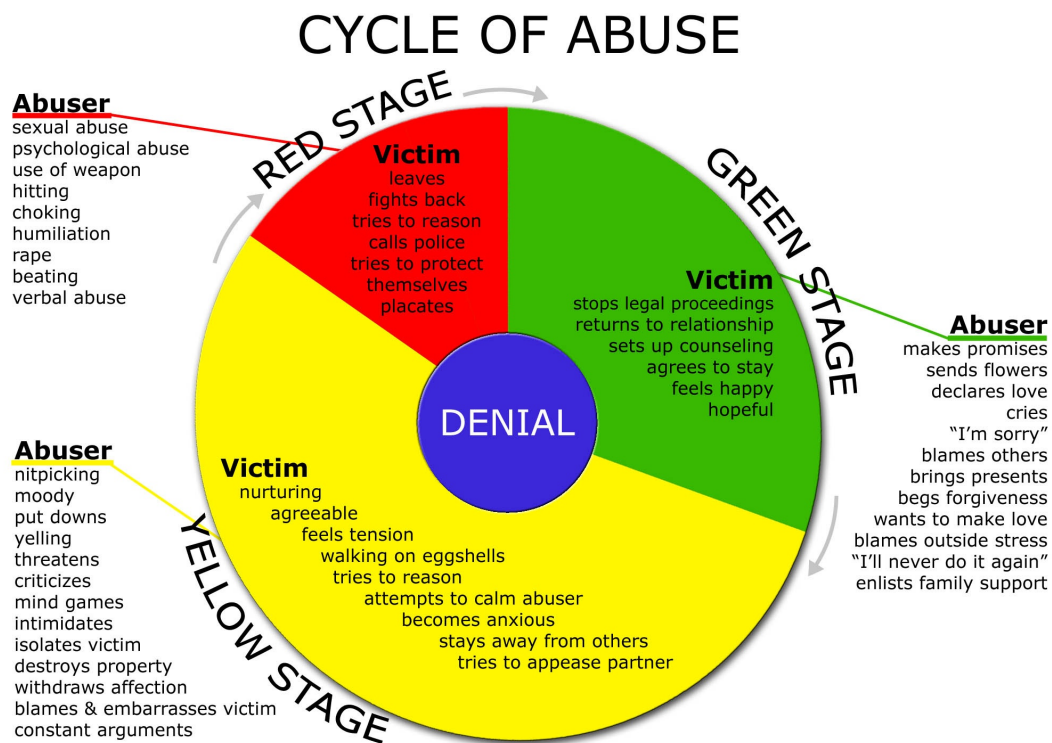 CYCLE OF ABUSE
RED STAGE
Abuser
sexual abuse
psychological abuse
use of weapon
hitting
choking
humiliation
rape
beating
verbal abuse
Victim
leaves
fights back
tries to reason
calls police
tries to protect
themselves
placates
GREEN STAGE
Victim
stops legal proceedings
returns to relationship
sets up counseling
agrees to stay
feels happy
hopeful
Abuser
makes promises
sends flowers
declares love
cries
“I’m sorry”
blames others
brings presents
begs forgiveness
wants to make love
blames outside stress
“I’ll never do it again”
enlists family support
DENIAL
YELLOW STAGE
Abuser
nitpicking
moody
put downs
yelling
threatens
criticizes
mind games
intimidates
isolates victim
destroys property
withdraws affection
blames & embarrasses victim
constant arguments
Victim
nurturing
agreeable
feels tension
walking on eggshells
tries to reason
attempts to calm abuser
becomes anxious
stays away from others
tries to appease partner